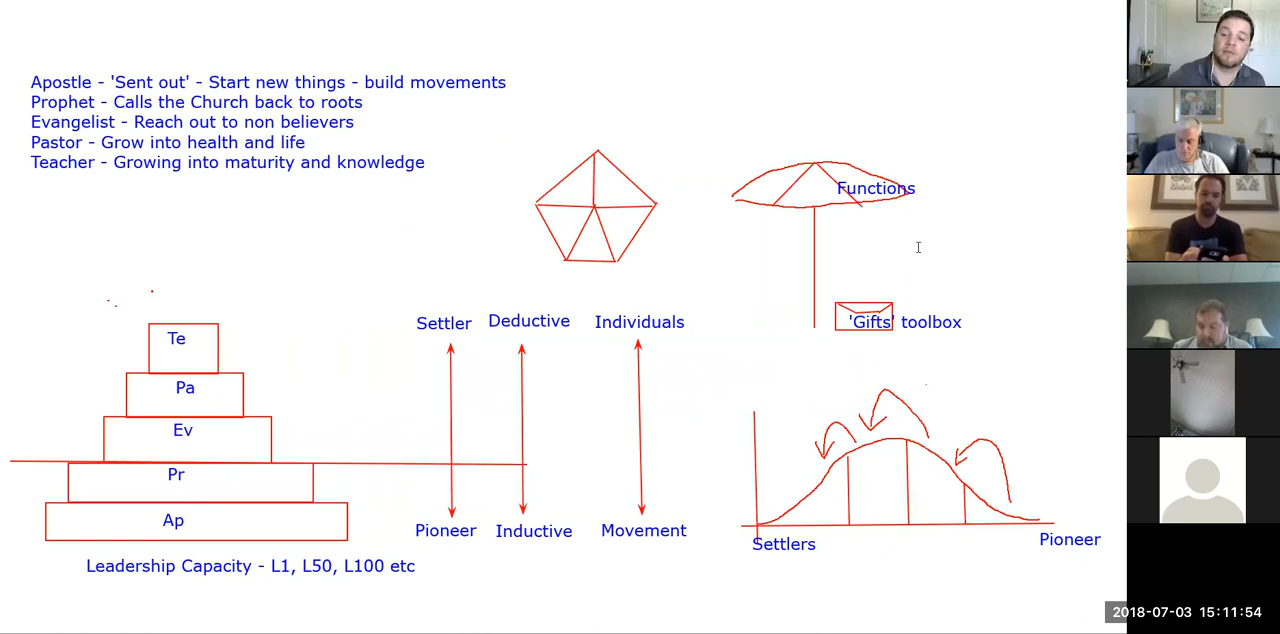 Apostle - 'Sent out' - Start new things - build movements
Prophet - Calls the Church back to roots
Evangelist - Reach out to non believers
Pastor - Grow into health and life
Teacher - Growing into maturity and knowledge
Functions
'Gifts' toolbox
Te
Pa
Ev
Pr
Ap
Leadership Capacity - L1, L50, L100 etc
Settler
Deductive
Individuals
Pioneer
Inductive
Movement
Settlers
Pioneer
2018-07-03 15:11:54